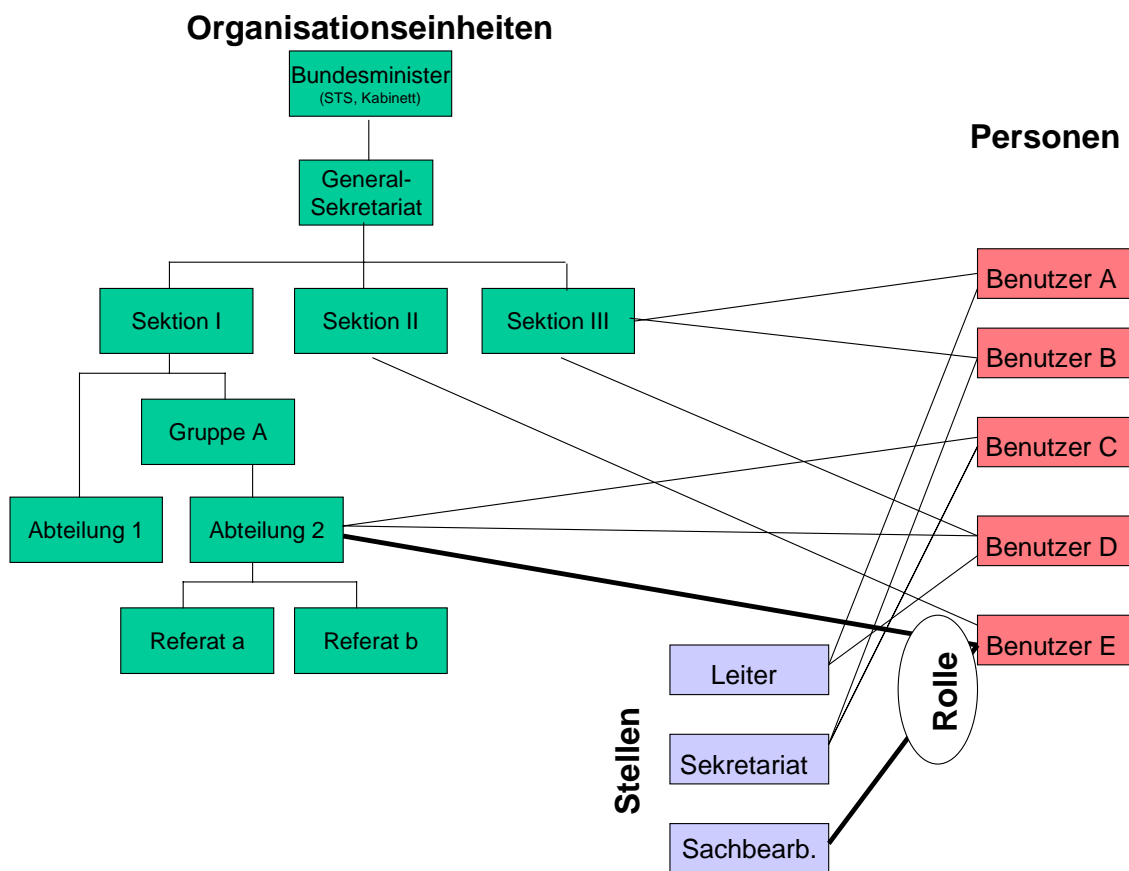 Organisationseinheiten
Bundesminister
(STS, Kabinett)
Personen
General-
Sekretariat
Benutzer A
Sektion I
Sektion II
Sektion III
Benutzer B
Gruppe A
Benutzer C
Abteilung 1
Abteilung 2
Benutzer D
Referat a
Referat b
Benutzer E
Leiter
Rolle
Stellen
Sekretariat
Sachbearb.